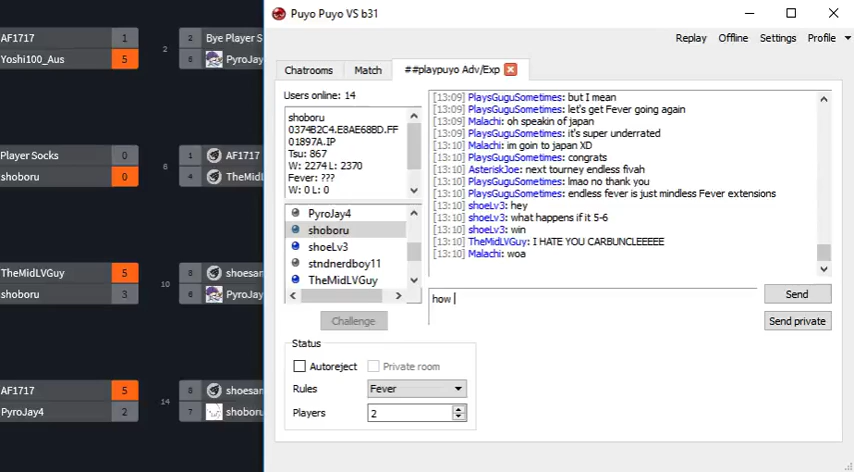 AF1717 1
Yoshi100_Aus 5
2
2 Bye Player S
5 PyroJay
Player Socks 0
shoboru 0
6
1 AF1717
4 TheMidL
TheMidLVGuy 5
shoboru 3
10
8 shoesan
6 PyroJay
AF1717 5
PyroJay4 2
14
8 shoesan
7 shoboru
Puyo Puyo VS b31
Replay Offline Settings Profile
Chatrooms Match ##playpuyo Adv/Exp
Users online: 14
shoboru
0374B2C4.E8AE68BD.FF
01897A.IP
Tsu: 867
W: 2274 L: 2370
Fever: ???
W: 0 L: 0
PyroJay4
shoboru
shoeLv3
stndnerdboy11
TheMidLVGuy
Challenge
[13:09] PlaysGuguSometimes: but I mean
[13:09] PlaysGuguSometimes: let's get Fever going again
[13:09] Malachi: oh speakin of japan
[13:09] PlaysGuguSometimes: it's super underrated
[13:10] Malachi: im goin to japan XD
[13:10] PlaysGuguSometimes: congrats
[13:10] AsteriskJoe: next tourney endless fivah
[13:10] PlaysGuguSometimes: lmao no thank you
[13:10] PlaysGuguSometimes: endless fever is just mindless Fever extensions
[13:10] shoeLv3: hey
[13:10] shoeLv3: what happens if it 5-6
[13:10] shoeLv3: win
[13:10] TheMidLVGuy: I HATE YOU CARBUNCLEEEEE
[13:10] Malachi: woa
how
Send
Send private
Status
Autoreject Private room
Rules Fever
Players 2